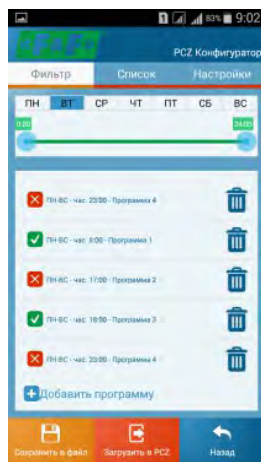 83% 9:02
F&F
PCZ Конфигуратор
Фильтр Список Настройки
ПН ВТ СР ЧТ ПТ СБ ВС
0:00 24:00
ПН-ВС - час. 23:00 - Программа 4
ПН-ВС - час. 6:00 - Программа 1
ПН-ВС - час. 17:00 - Программа 2
ПН-ВС - час. 18:00 - Программа 3
ПН-ВС - час. 23:00 - Программа 4
Добавить программу
Сохранить в файл Загрузить в PCZ Назад